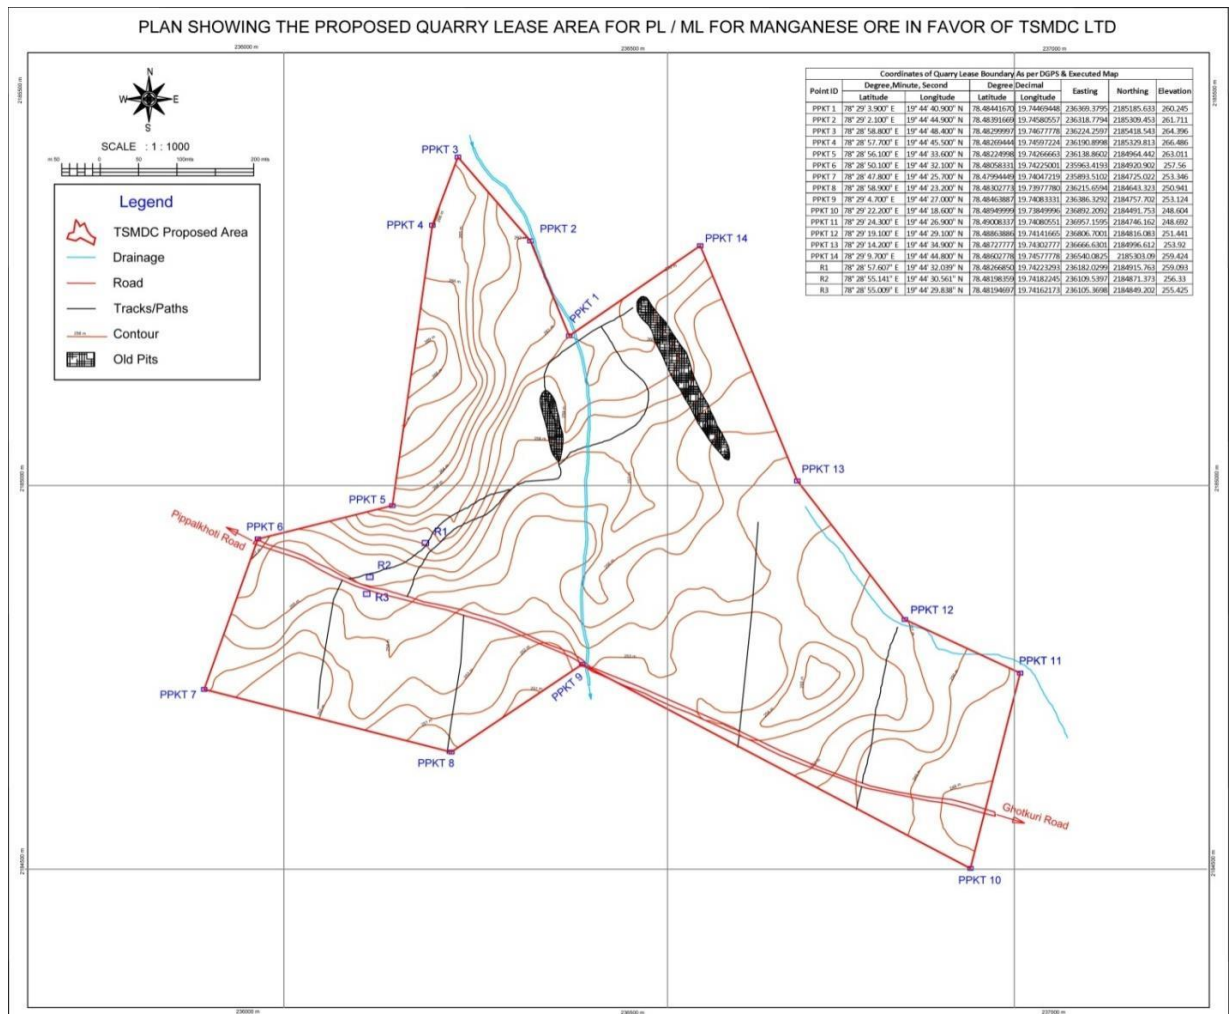 PLAN SHOWING THE PROPOSED QUARRY LEASE AREA FOR PL / ML FOR MANGANESE ORE IN FAVOR OF TSMDC LTD
236000 m 236500 m 237000 m
2185500 m 2185500 m
N
W E
S
SCALE : 1 : 1000
m 50 0 50 100mts 200 mts
Legend
TSMDC Proposed Area
Drainage
Road
Tracks/Paths
Contour
Old Pits
Coordinates of Quarry Lease Boundary As per DGPS & Executed Map
Point ID Degree,Minute, Second Degree Decimal Easting Northing Elevation
Latitude Longitude Latitude Longitude
PPKT 1 78° 29' 3.900" E 19° 44' 40.900" N 78.48441670 19.74469448 236369.3795 2185185.633 260.245
PPKT 2 78° 29' 2.100" E 19° 44' 44.900" N 78.48391669 19.74580557 236318.7794 2185309.453 261.711
PPKT 3 78° 28' 58.800" E 19° 44' 48.400" N 78.48299997 19.74677778 236224.2597 2185418.543 264.396
PPKT 4 78° 28' 57.700" E 19° 44' 45.500" N 78.48269444 19.74597224 236190.8998 2185329.813 266.486
PPKT 5 78° 28' 56.100" E 19° 44' 33.600" N 78.48224998 19.74266663 236138.8602 2184964.442 263.011
PPKT 6 78° 28' 50.100" E 19° 44' 32.100" N 78.48058331 19.74225001 235963.4193 2184920.902 257.56
PPKT 7 78° 28' 47.800" E 19° 44' 25.700" N 78.47994449 19.74047219 235893.5102 2184725.022 253.346
PPKT 8 78° 28' 58.900" E 19° 44' 23.200" N 78.48302773 19.73977780 236215.6594 2184643.323 250.941
PPKT 9 78° 29' 4.700" E 19° 44' 27.000" N 78.48463887 19.74083331 236386.3292 2184757.702 253.124
PPKT 10 78° 29' 22.200" E 19° 44' 18.600" N 78.48949999 19.73849996 236892.2092 2184491.753 248.604
PPKT 11 78° 29' 24.300" E 19° 44' 26.900" N 78.49008337 19.74080551 236957.1595 2184746.162 248.692
PPKT 12 78° 29' 19.100" E 19° 44' 29.100" N 78.48863886 19.74141665 236806.7001 2184816.083 251.441
PPKT 13 78° 29' 14.200" E 19° 44' 34.900" N 78.48727777 19.74302777 236666.6301 2184996.612 253.92
PPKT 14 78° 29' 9.700" E 19° 44' 44.800" N 78.48602778 19.74577778 236540.0825 2185303.09 259.424
R1 78° 28' 57.607" E 19° 44' 32.039" N 78.48266850 19.74223293 236182.0299 2184915.763 259.093
R2 78° 28' 55.141" E 19° 44' 30.561" N 78.48198359 19.74182245 236109.5397 2184871.373 256.33
R3 78° 28' 55.009" E 19° 44' 29.838" N 78.48194697 19.74162173 236105.3698 2184849.202 255.425
PPKT 3
PPKT 4
PPKT 2
PPKT 14
PPKT 1
PPKT 13
2185000 m 2185000 m
PPKT 5
Pippalkhoti Road
PPKT 6
R1
R2
R3
PPKT 12
PPKT 11
PPKT 9
PPKT 7
PPKT 8
Ghotkuri Road
PPKT 10
2184500 m 2184500 m
236000 m 236500 m 237000 m